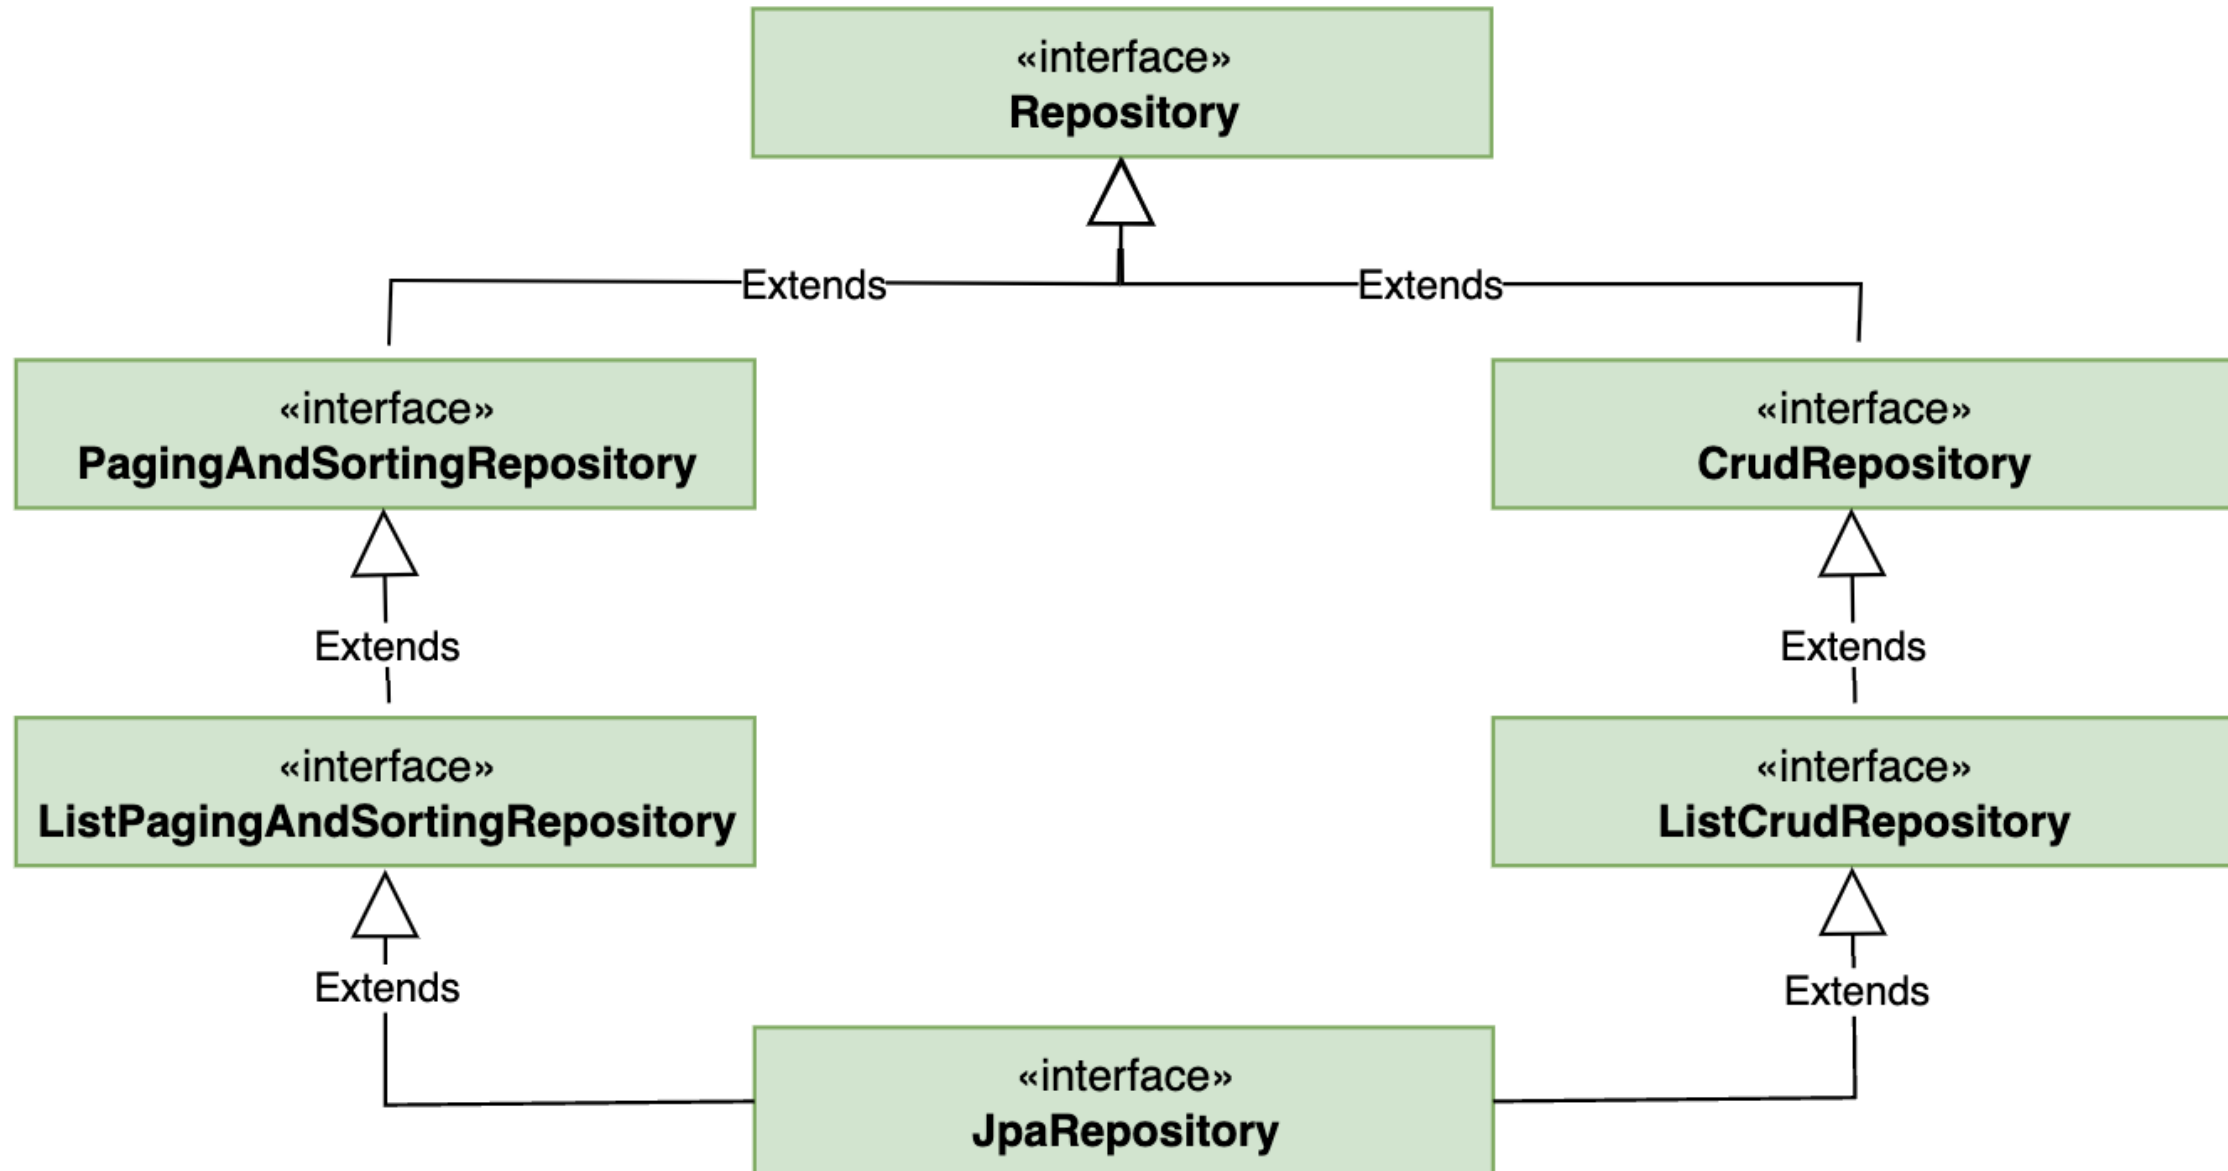 «interface»
Repository
Extends
Extends
«interface»
PagingAndSortingRepository
«interface»
CrudRepository
Extends
Extends
«interface»
ListPagingAndSortingRepository
«interface»
ListCrudRepository
Extends
Extends
«interface»
JpaRepository